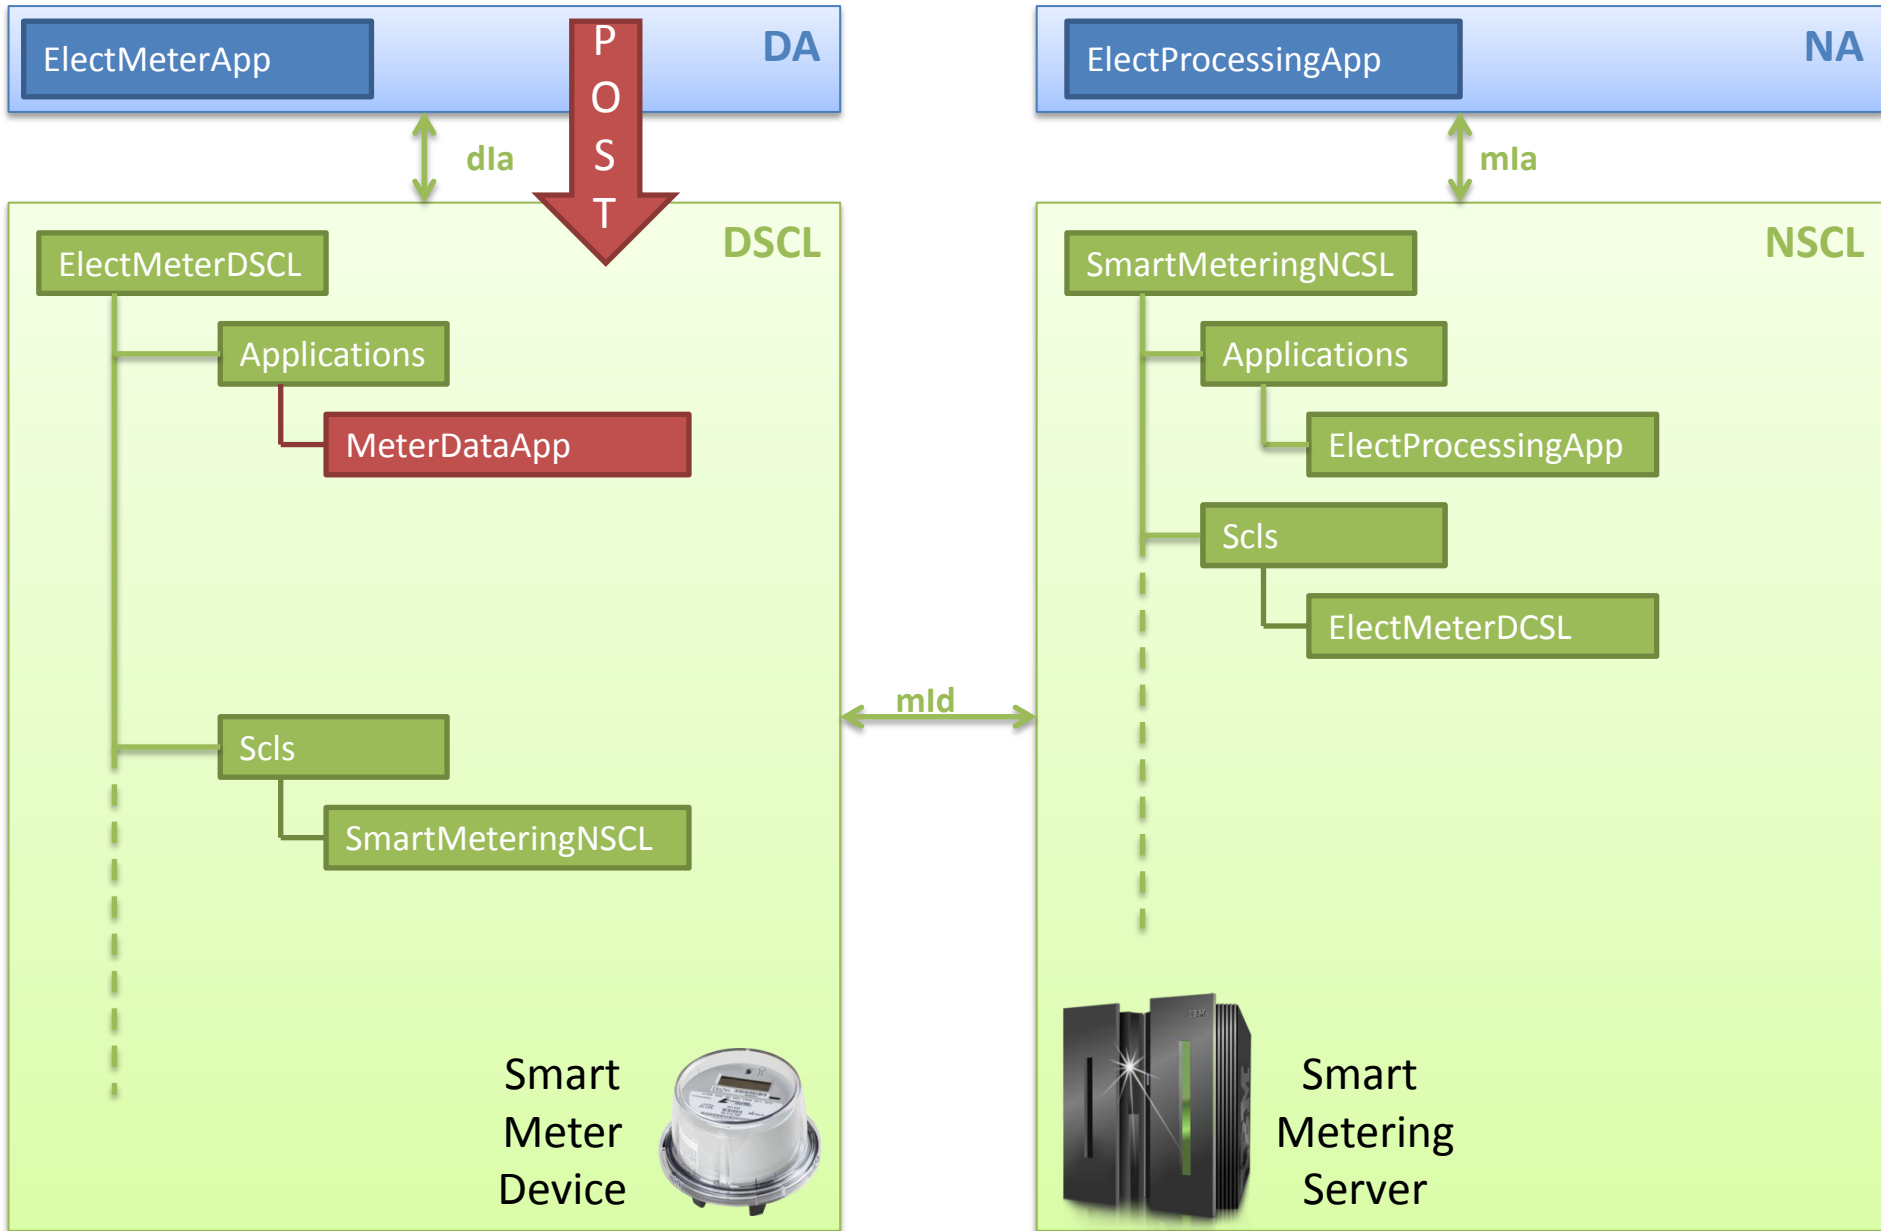 ElectMeterApp
DA
P
O
S
T
dIa
DSCL
ElectMeterDSCL
Applications
MeterDataApp
Scls
SmartMeteringNSCL
Smart
Meter
Device
mId
ElectProcessingApp
NA
mIa
NSCL
SmartMeteringNCSL
Applications
ElectProcessingApp
Scls
ElectMeterDCSL
IBM
Smart
Metering
Server